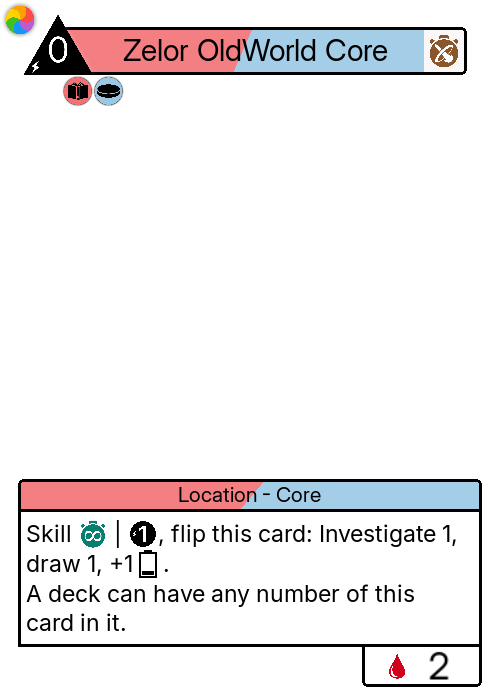 0 Zelor OldWorld Core
Location - Core
Skill ∞ | 1, flip this card: Investigate 1,
draw 1, +1 .
A deck can have any number of this
card in it.
2